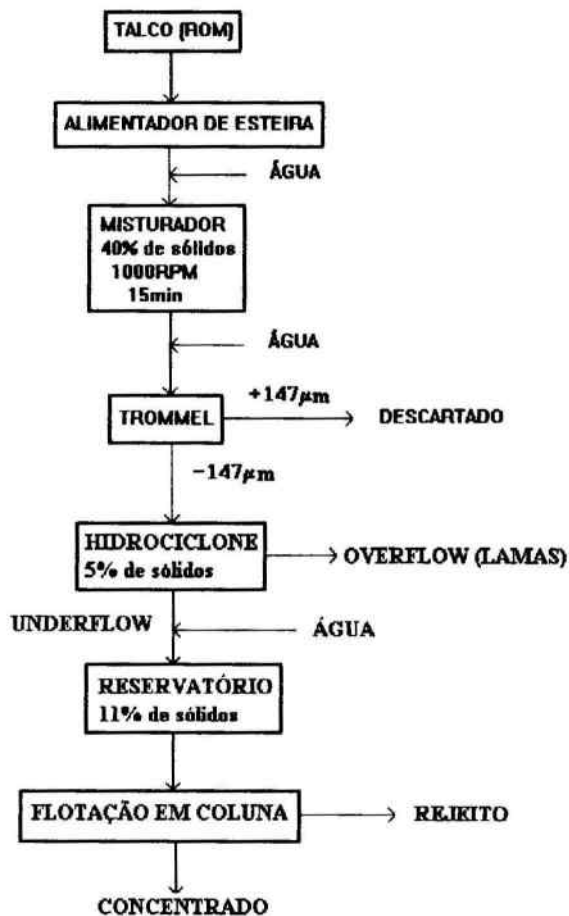 TALCO (ROM)
ALIMENTADOR DE ESTEIRA
ÁGUA
MISTURADOR
40% de sólidos
1000RPM
15min
ÁGUA
+147μm
TROMMEL
DESCARTADO
-147μm
HIDROCICLONE
5% de sólidos
OVERFLOW (LAMAS)
UNDERFLOW
ÁGUA
RESERVATÓRIO
11% de sólidos
FLOTAÇÃO EM COLUNA
REJEITO
CONCENTRADO